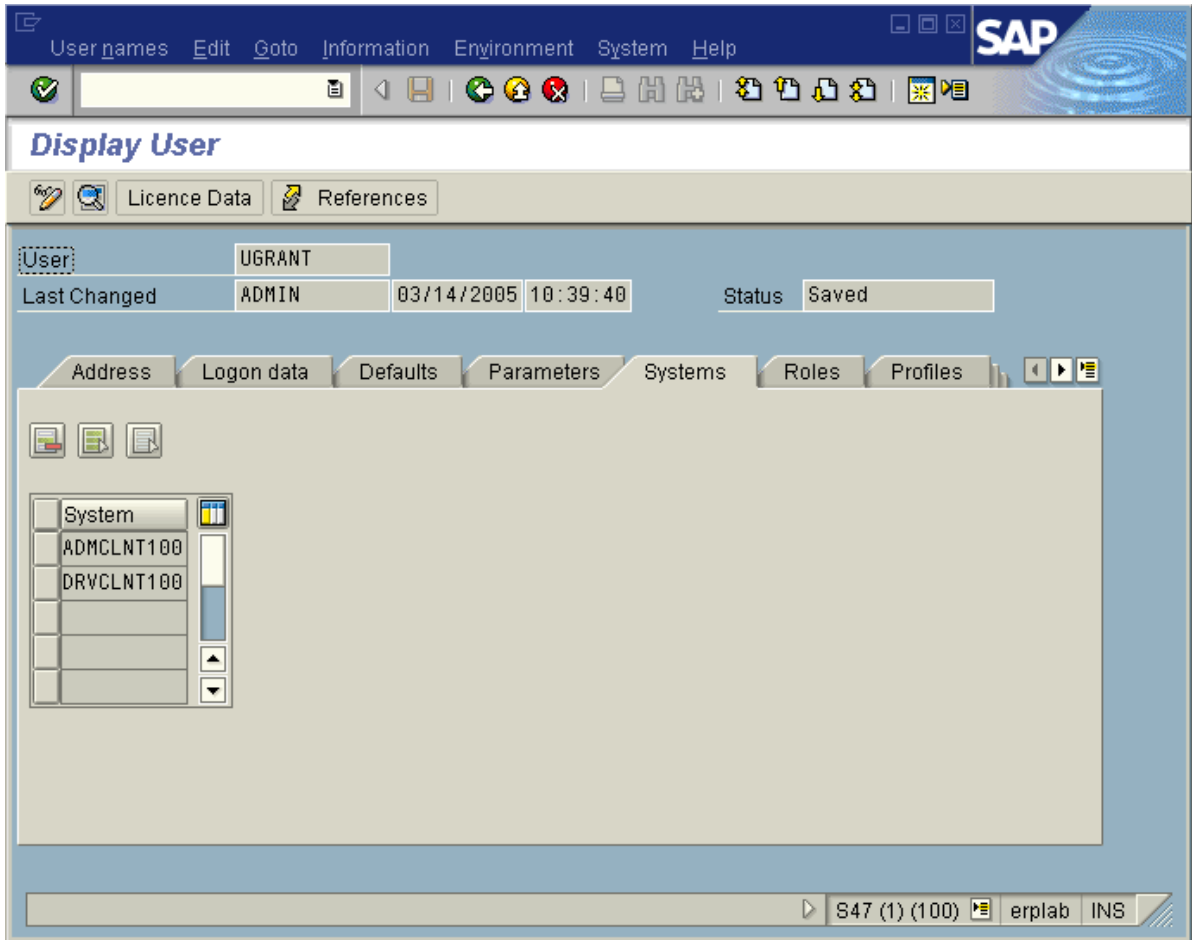 User names Edit Goto Information Environment System Help
SAP
Display User
Licence Data References
User UGRANT
Last Changed ADMIN 03/14/2005 10:39:40 Status Saved
Address Logon data Defaults Parameters Systems Roles Profiles
System
ADMCLNT100
DRVCLNT100
S47 (1) (100) erplab INS